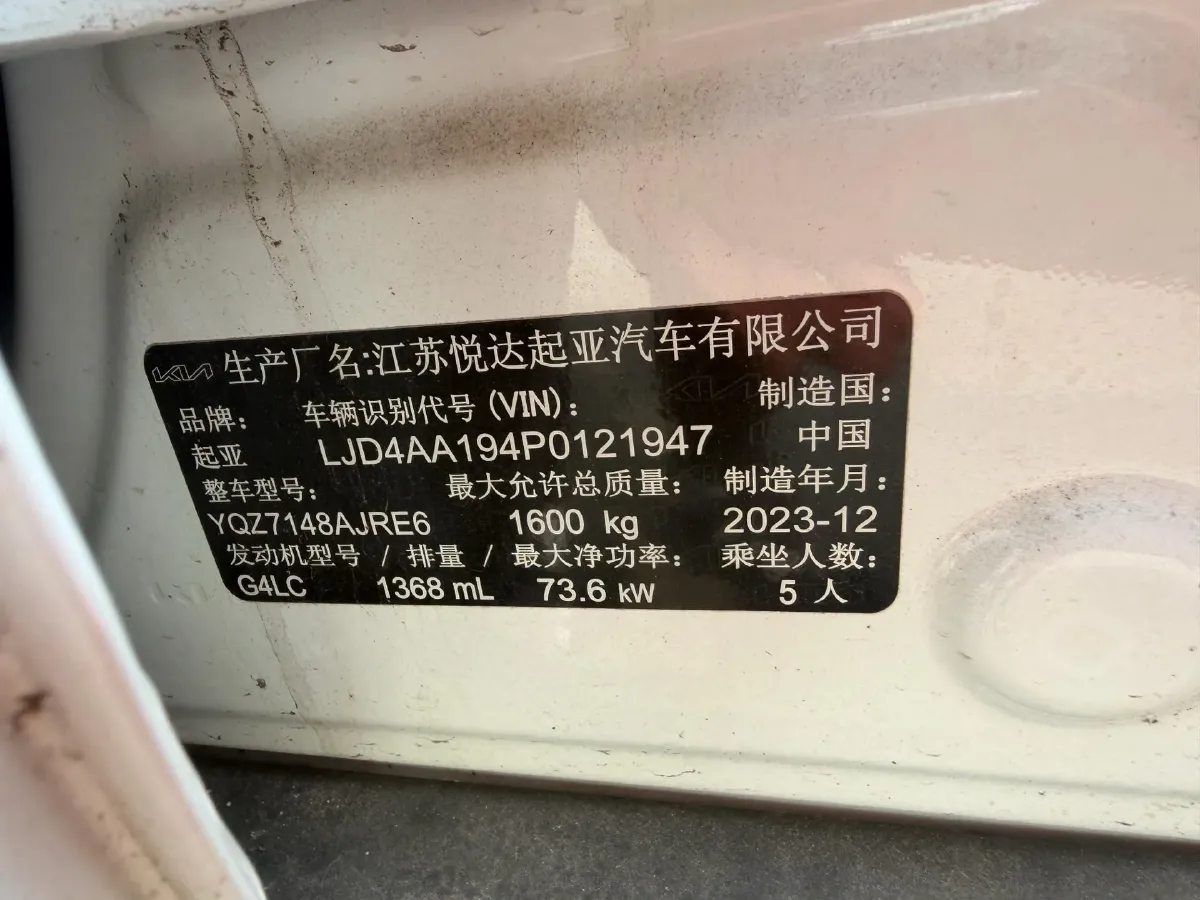 KIA 生产厂名:江苏悦达起亚汽车有限公司
品牌: 车辆识别代号(VIN): 制造国:
起亚 LJD4AA194P0121947 中国
整车型号: 最大允许总质量: 制造年月:
YQZ7148AJRE6 1600 kg 2023-12
发动机型号 / 排量 / 最大净功率: 乘坐人数:
G4LC 1368 mL 73.6 kW 5 人